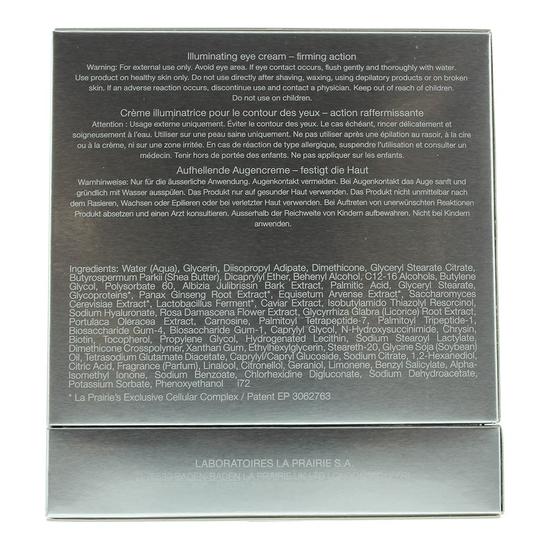 Illuminating eye cream – firming action
Warning: For external use only. Avoid eye area. If eye contact occurs, flush gently and thoroughly with water.
Use product on healthy skin only. Do not use directly after shaving, waxing, using depilatory products or on broken
skin. If an adverse reaction occurs, discontinue use and contact a physician. Keep out of reach of children.
Do not use on children.
Crème illuminatrice pour le contour des yeux – action raffermissante
Attention : Usage externe uniquement. Éviter le contour des yeux. Le cas échéant, rincer délicatement et
soigneusement à l'eau. Utiliser sur une peau saine uniquement. Ne pas utiliser après une épilation au rasoir, à la cire
ou à la crème, ni sur une zone irritée. En cas de réaction de type allergique, suspendre l'utilisation et consulter un
médecin. Tenir hors de portée des enfants. Ne pas appliquer sur les enfants.
Aufhellende Augencreme – festigt die Haut
Warnhinweise: Nur für die äusserliche Anwendung. Augenkontakt vermeiden. Bei Augenkontakt das Auge sanft und
gründlich mit Wasser ausspülen. Das Produkt nur auf gesunder Haut verwenden. Das Produkt nicht unmittelbar nach
dem Rasieren, Wachsen oder Epilieren oder bei verletzter Haut verwenden. Bei Auftreten von unerwünschten Reaktionen
Produkt absetzen und einen Arzt konsultieren. Ausserhalb der Reichweite von Kindern aufbewahren. Nicht bei Kindern
anwenden.
Ingredients: Water (Aqua), Glycerin, Diisopropyl Adipate, Dimethicone, Glyceryl Stearate Citrate,
Butyrospermum Parkii (Shea Butter), Dicaprylyl Ether, Behenyl Alcohol, C12-16 Alcohols, Butylene
Glycol, Polysorbate 60, Albizia Julibrissin Bark Extract, Palmitic Acid, Glyceryl Stearate,
Glycoproteins*, Panax Ginseng Root Extract*, Equisetum Arvense Extract*, Saccharomyces
Cerevisiae Extract*, Lactobacillus Ferment*, Caviar Extract, Isobutylamido Thiazolyl Resorcinol,
Sodium Hyaluronate, Rosa Damascena Flower Extract, Glycyrrhiza Glabra (Licorice) Root Extract,
Portulaca Oleracea Extract, Carnosine, Palmitoyl Tetrapeptide-7, Palmitoyl Tripeptide-1,
Biosaccharide Gum-4, Biosaccharide Gum-1, Caprylyl Glycol, N-Hydroxysuccinimide, Chrysin,
Biotin, Tocopherol, Propylene Glycol, Hydrogenated Lecithin, Sodium Stearoyl Lactylate,
Dimethicone Crosspolymer, Xanthan Gum, Ethylhexylglycerin, Steareth-20, Glycine Soja (Soybean)
Oil, Tetrasodium Glutamate Diacetate, Caprylyl/Capryl Glucoside, Sodium Citrate, 1,2-Hexanediol,
Citric Acid, Fragrance (Parfum), Linalool, Citronellol, Geraniol, Limonene, Benzyl Salicylate, Alpha-
Isomethyl Ionone, Sodium Benzoate, Chlorhexidine Digluconate, Sodium Dehydroacetate,
Potassium Sorbate, Phenoxyethanol i72
* La Prairie's Exclusive Cellular Complex / Patent EP 3062763
LABORATOIRES LA PRAIRIE S.A.
BADEN-BADEN LA PRAIRIE UK LTD LONDON